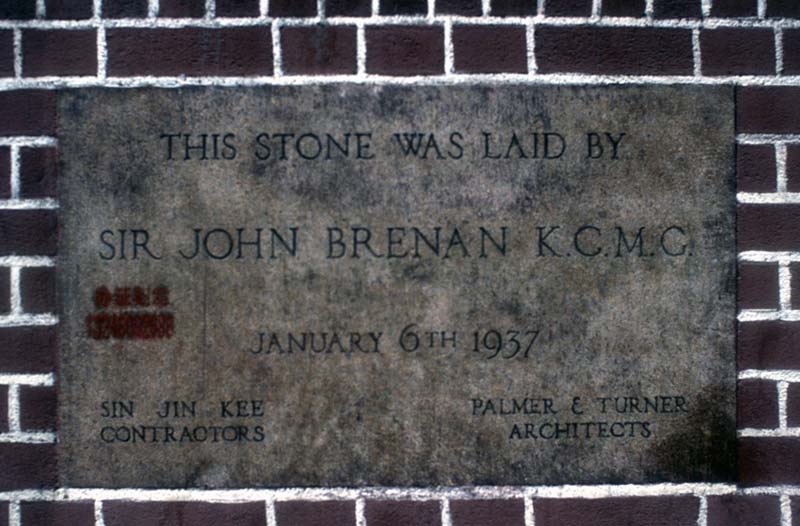 THIS STONE WAS LAID BY
SIR JOHN BRENAN K.C.M.G.
JANUARY 6TH 1937
SIN JIN KEE
CONTRACTORS
PALMER & TURNER
ARCHITECTS